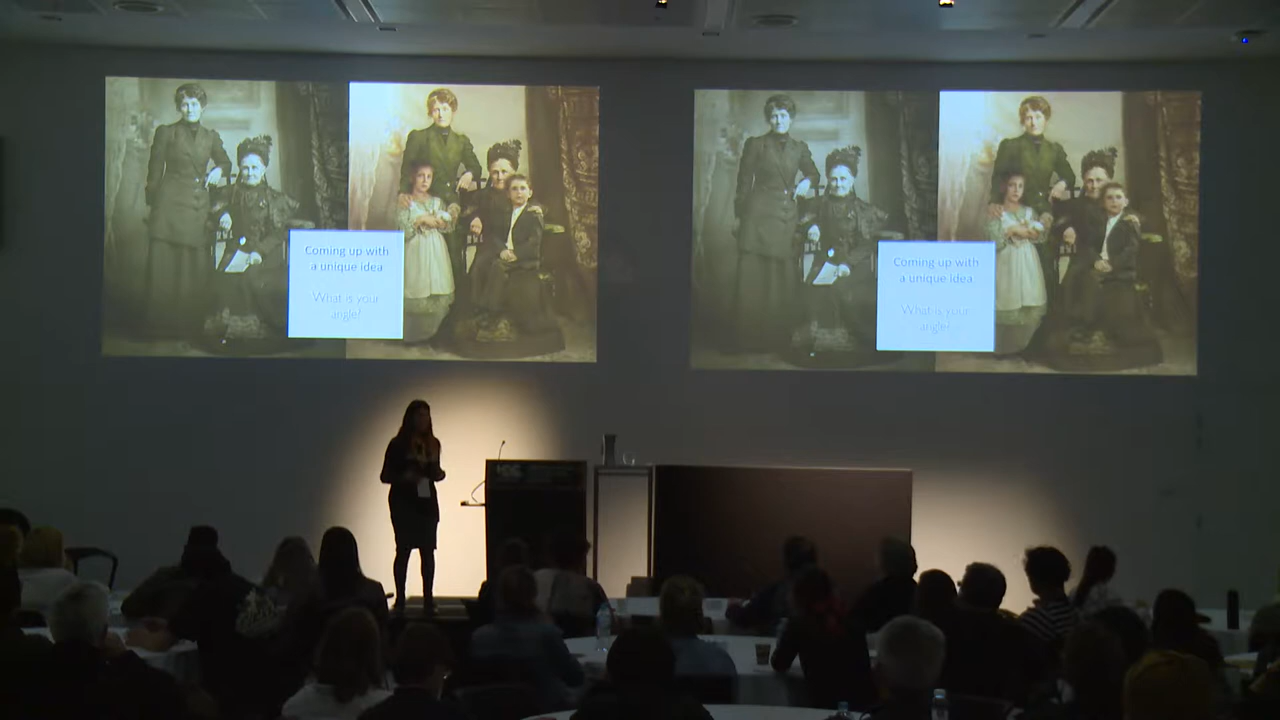 Coming up with
a unique idea
What is your
angle?
Coming up with
a unique idea
What is your
angle?